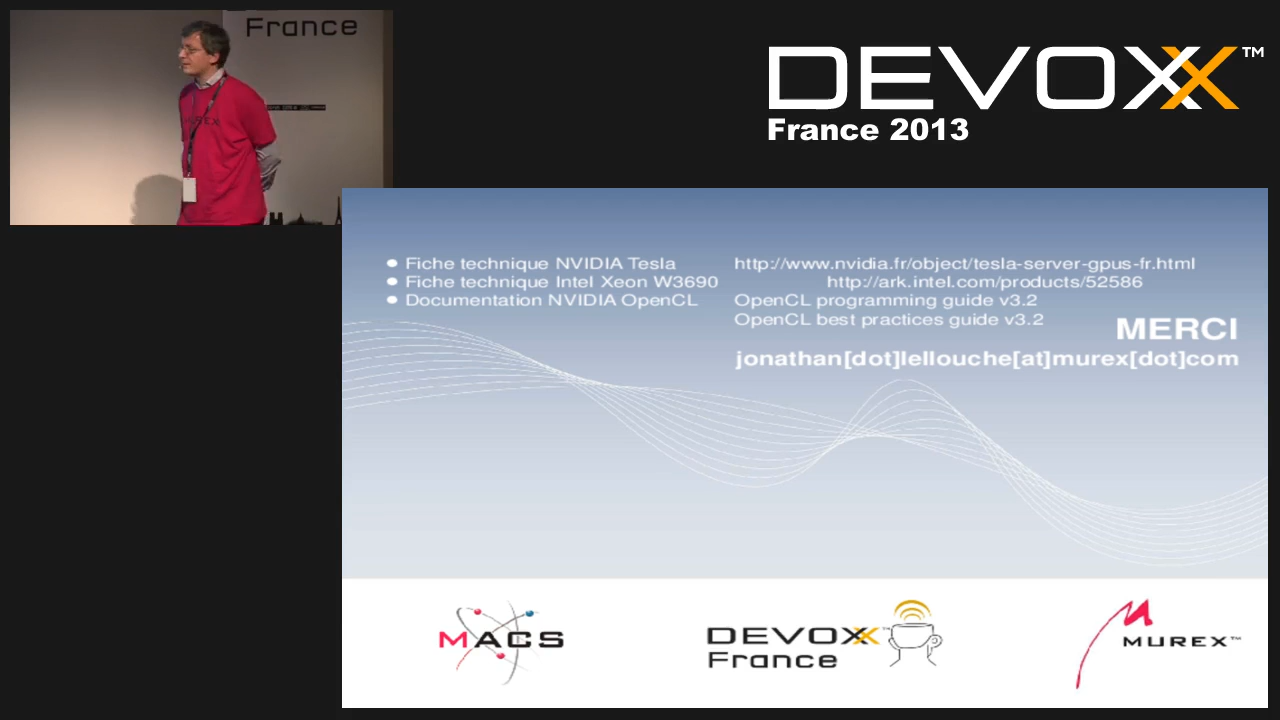 France
MUREX
DEVOXX™
France 2013
● Fiche technique NVIDIA Tesla http://www.nvidia.fr/object/tesla-server-gpus-fr.html
● Fiche technique Intel Xeon W3690 http://ark.intel.com/products/52586
● Documentation NVIDIA OpenCL OpenCL programming guide v3.2
OpenCL best practices guide v3.2
MERCI
jonathan[dot]lellouche[at]murex[dot]com
MACS
DEVOXX™
France
MUREX™